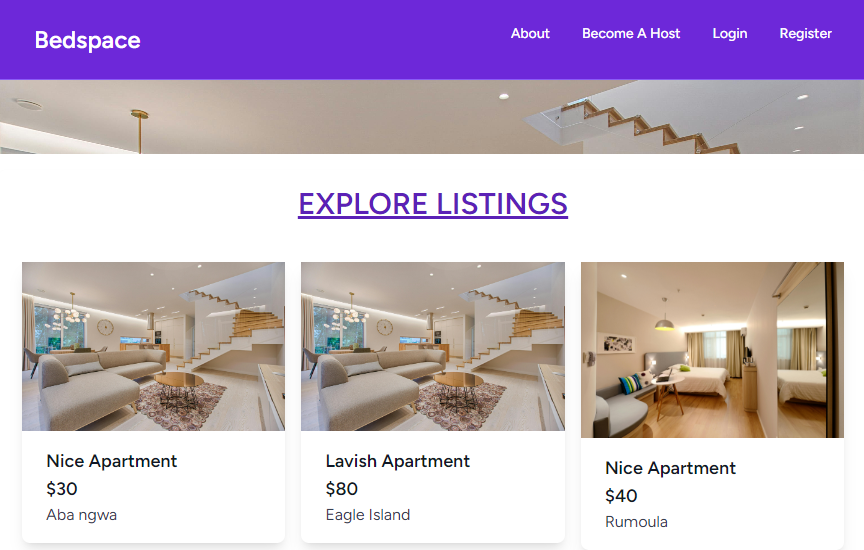 Bedspace
About
Become A Host
Login
Register
EXPLORE LISTINGS
Nice Apartment
$30
Aba ngwa
Lavish Apartment
$80
Eagle Island
Nice Apartment
$40
Rumoula